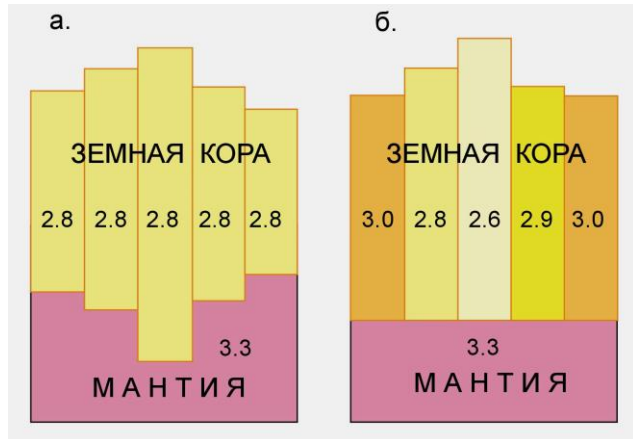 а.
ЗЕМНАЯ КОРА
2.8 2.8 2.8 2.8 2.8
3.3
МАНТИЯ
б.
ЗЕМНАЯ КОРА
3.0 2.8 2.6 2.9 3.0
3.3
МАНТИЯ